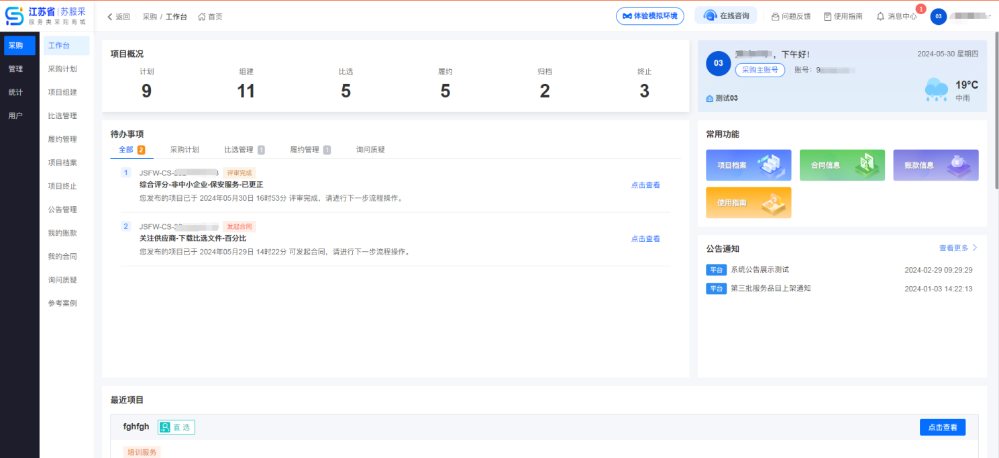 江苏省 | 苏服采
服务类采购商城
返回 采购 / 工作台 首页
体验模拟环境 在线咨询 问题反馈 使用指南 消息中心 1 03
采购
管理
统计
用户
工作台
采购计划
项目组建
比选管理
履约管理
项目档案
项目终止
公告管理
我的账款
我的合同
询问质疑
参考案例
项目概况
计划 组建 比选 履约 归档 终止
9 11 5 5 2 3
03 ，下午好！ 2024-05-30 星期四
采购主账号 账号：9
19°C
测试03 中雨
待办事项
全部 2 采购计划 比选管理 1 履约管理 1 询问质疑
1 JSFW-CS- 评审完成
综合评分-非中小企业-保安服务-已更正 点击查看
您发布的项目已于 2024年05月30日 16时53分 评审完成，请进行下一步流程操作。
2 JSFW-CS- 发起合同
关注供应商-下载比选文件-百分比 点击查看
您发布的项目已于 2024年05月29日 14时22分 可发起合同，请进行下一步流程操作。
常用功能
项目档案 合同信息 账款信息
使用指南
公告通知 查看更多
平台 系统公告展示测试 2024-02-29 09:29:29
平台 第三批服务品目上架通知 2024-01-03 14:22:13
最近项目
fghfgh 直选 点击查看
培训服务